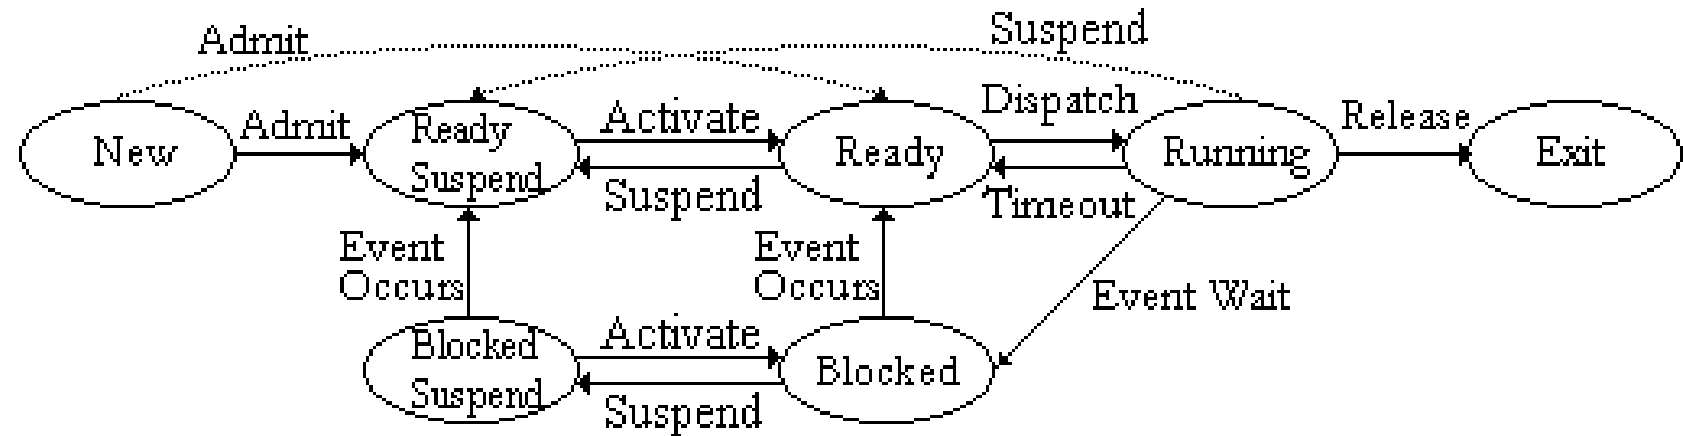 Admit
Suspend
New
Admit
Ready
Suspend
Activate
Suspend
Ready
Dispatch
Timeout
Running
Release
Exit
Event
Occurs
Event
Occurs
Event Wait
Blocked
Suspend
Activate
Suspend
Blocked